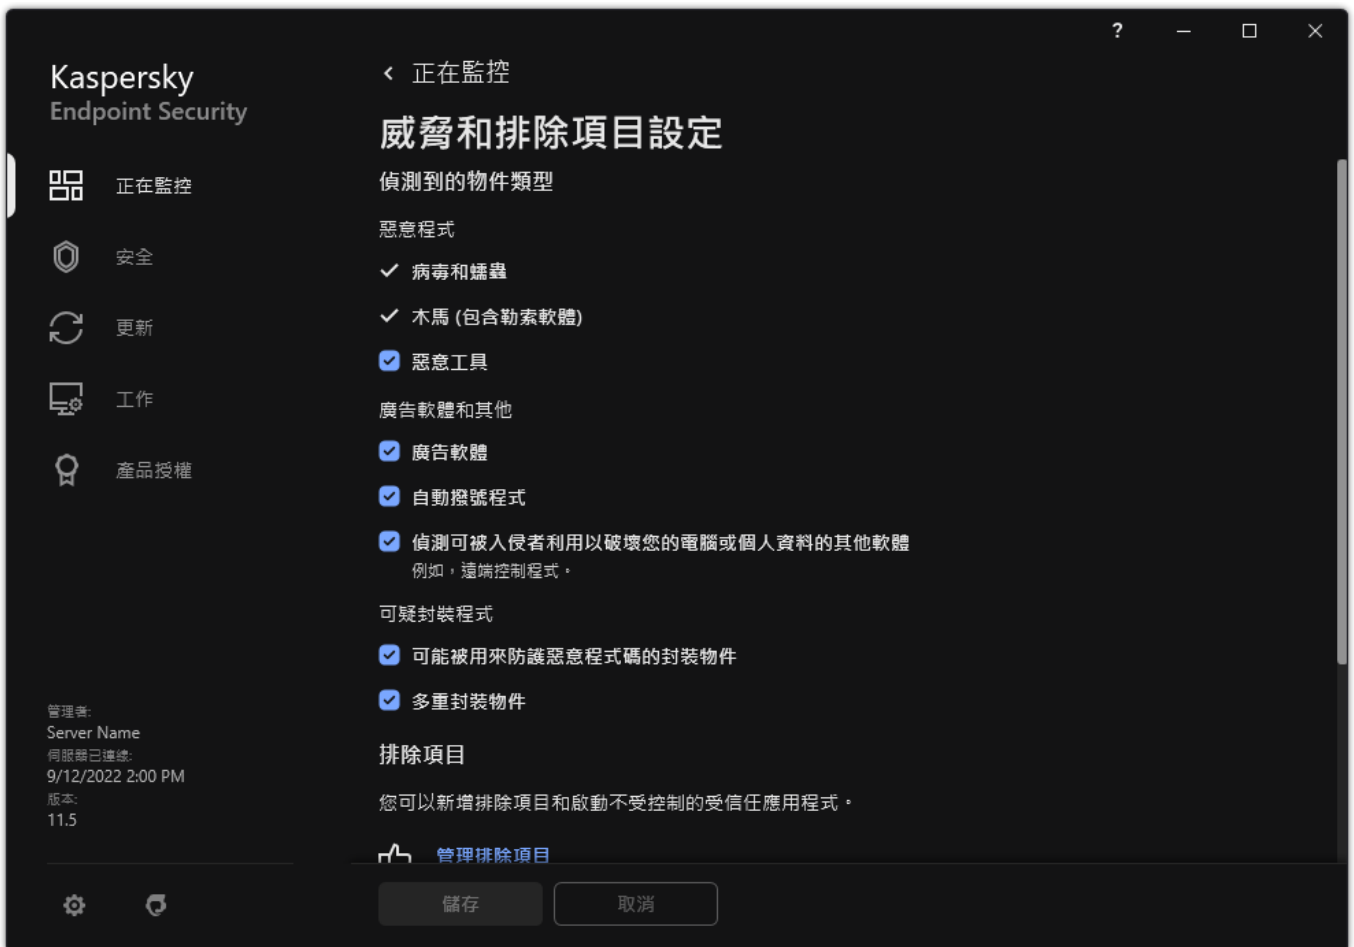 ?
Kaspersky
Endpoint Security
正在監控
安全
更新
工作
產品授權
管理者:
Server Name
伺服器已連線:
9/12/2022 2:00 PM
版本:
11.5
正在監控
威脅和排除項目設定
偵測到的物件類型
惡意程式
病毒和蠕蟲
木馬 (包含勒索軟體)
惡意工具
廣告軟體和其他
廣告軟體
自動撥號程式
偵測可被入侵者利用以破壞您的電腦或個人資料的其他軟體
例如，遠端控制程式。
可疑封裝程式
可能被用來防護惡意程式碼的封裝物件
多重封裝物件
排除項目
您可以新增排除項目和啟動不受控制的受信任應用程式。
管理排除項目
儲存
取消